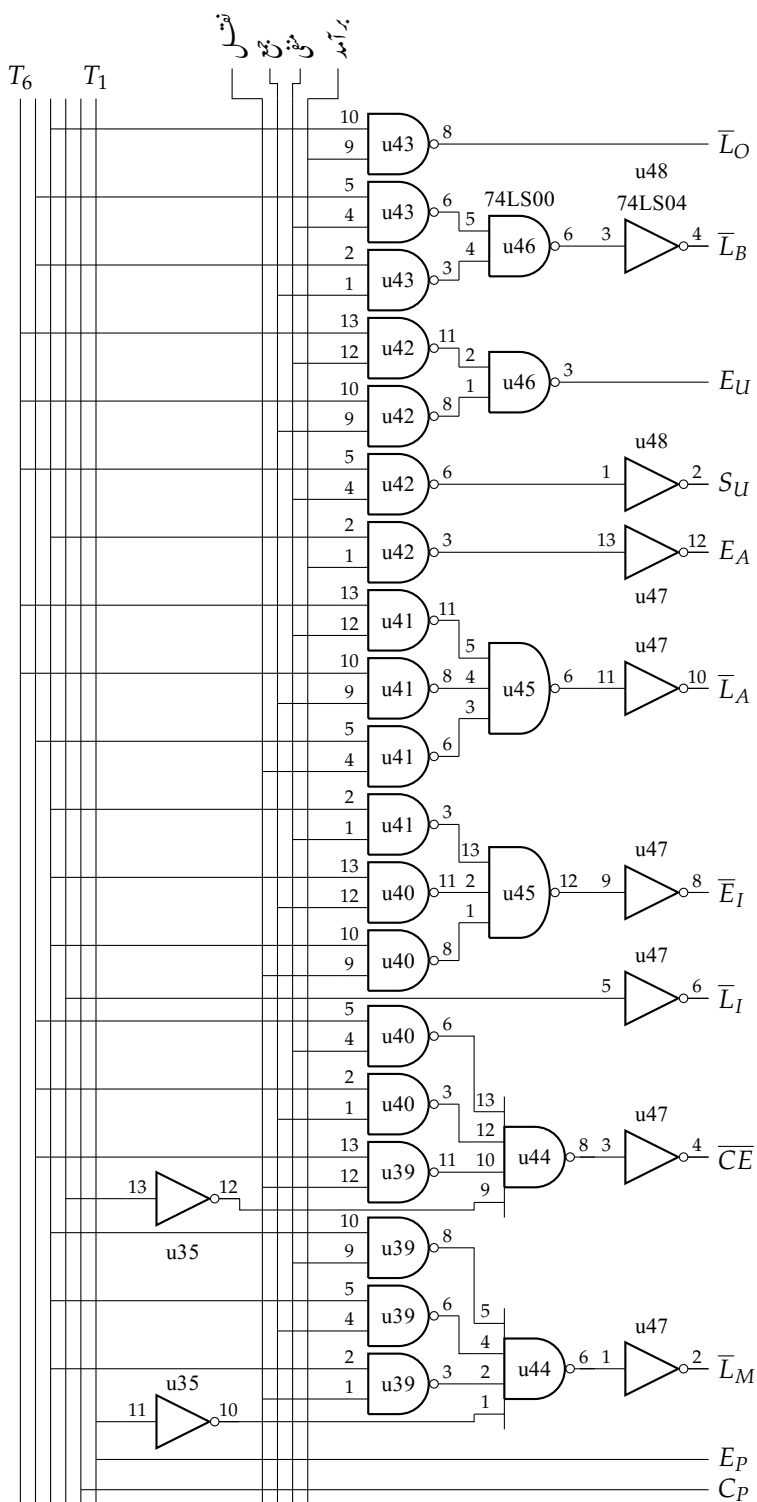 نقل جمع منفی برآمد
T6 T1
10
9 u43 8 L̅O
u48
5
4 u43 6 74LS00 74LS04
5
4 u46 6 3 4 L̅B
2
1 u43 3
13
12 u42 11
2
1 u46 3 EU
10
9 u42 8
u48
5
4 u42 6 1 2 SU
2
1 u42 3 13 12 EA
u47
13
12 u41 11
u47
10
9 u41 8
5
4
3 u45 6 11 10 L̅A
5
4 u41 6
2
1 u41 3
u47
13
12 u40 11
13
2
1 u45 12 9 8 E̅I
10
9 u40 8
u47
5 6 L̅I
5
4 u40 6
2
1 u40 3
u47
13
12 u39 11
13
12
10
9 u44 8 3 4 C̅E̅
13 12
u35
10
9 u39 8
5
4 u39 6
u47
2
1 u39 3
5
4
2
1 u44 6 1 2 L̅M
u35
11 10
EP
CP